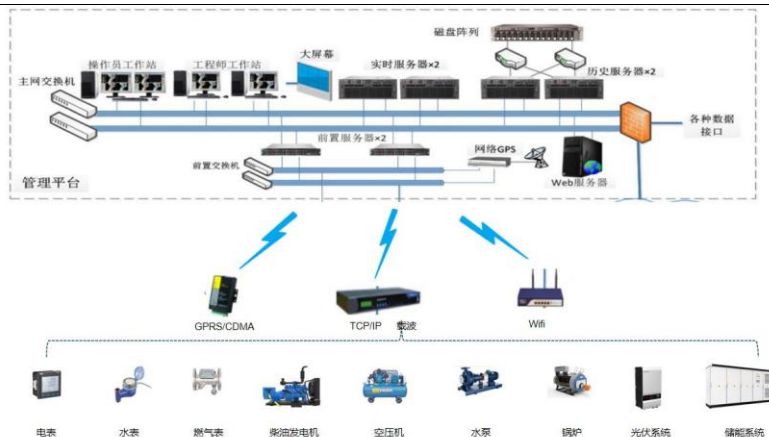 磁盘阵列
操作员工作站 工程师工作站 大屏幕 实时服务器×2 历史服务器×2
主网交换机
各种数据
接口
前置服务器×2
前置交换机 网络GPS
管理平台 Web服务器
GPRS/CDMA TCP/IP 载波 Wifi
电表 水表 燃气表 柴油发电机 空压机 水泵 锅炉 光伏系统 储能系统